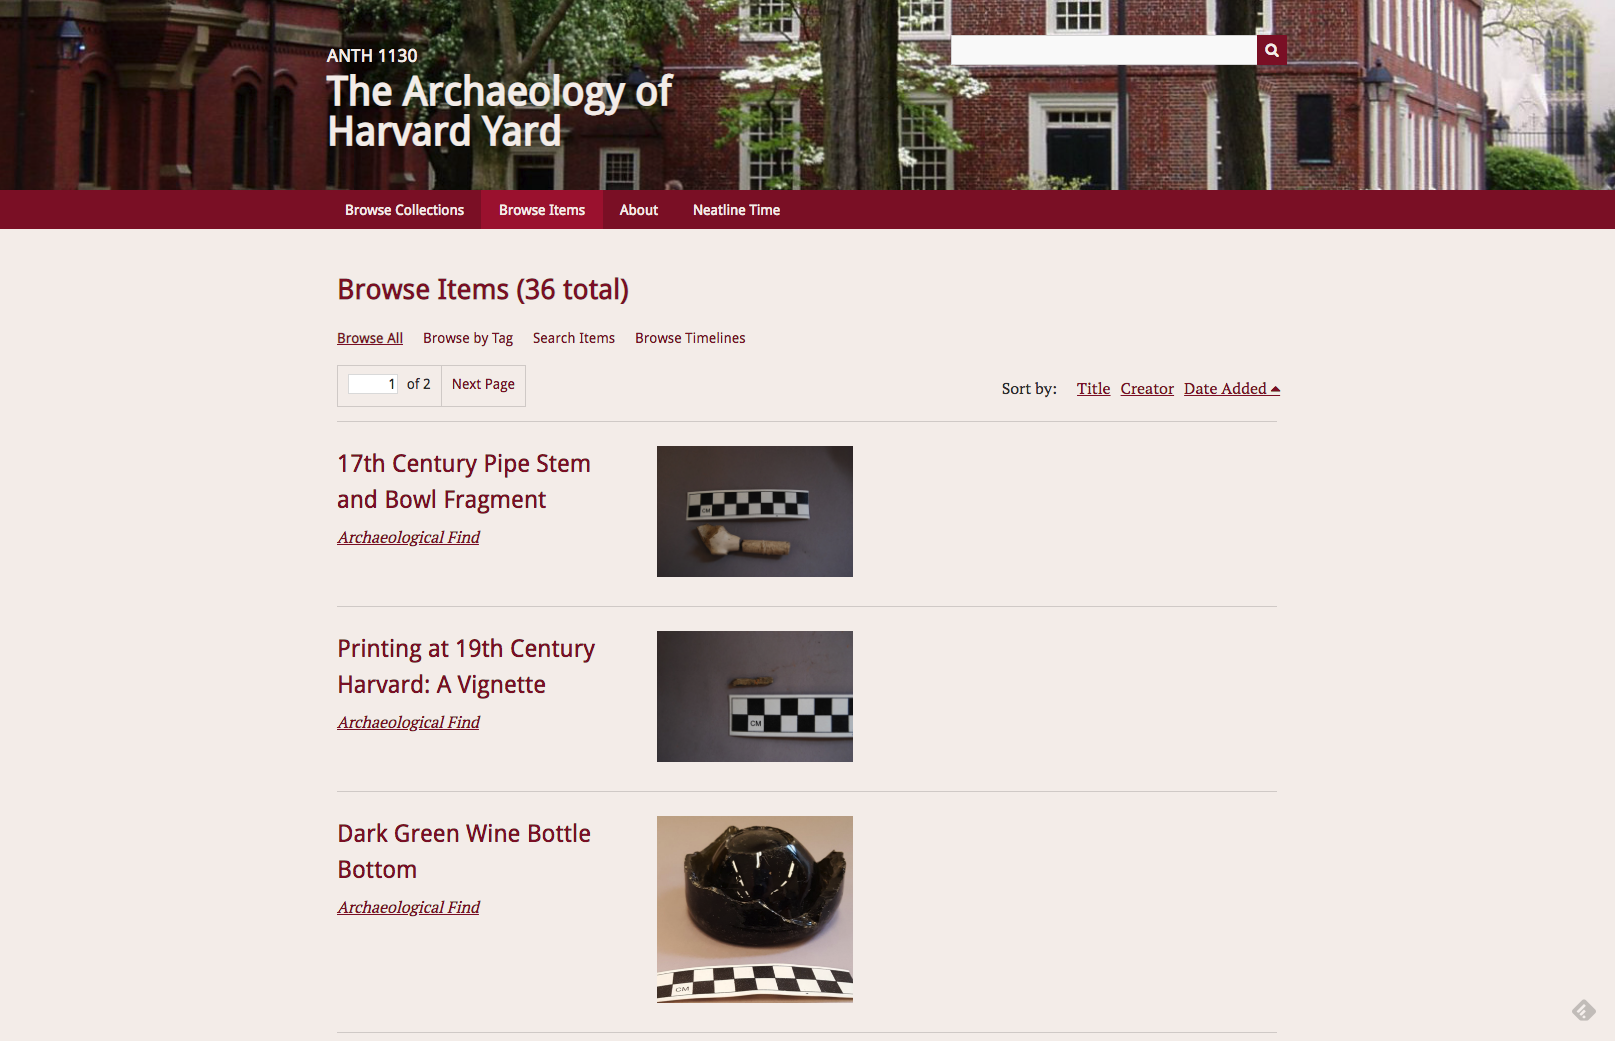 ANTH 1130
The Archaeology of
Harvard Yard
Browse Collections Browse Items About Neatline Time
Browse Items (36 total)
Browse All Browse by Tag Search Items Browse Timelines
1 of 2 Next Page
Sort by: Title Creator Date Added
17th Century Pipe Stem
and Bowl Fragment
Archaeological Find
CM
Printing at 19th Century
Harvard: A Vignette
Archaeological Find
CM
Dark Green Wine Bottle
Bottom
Archaeological Find
CM